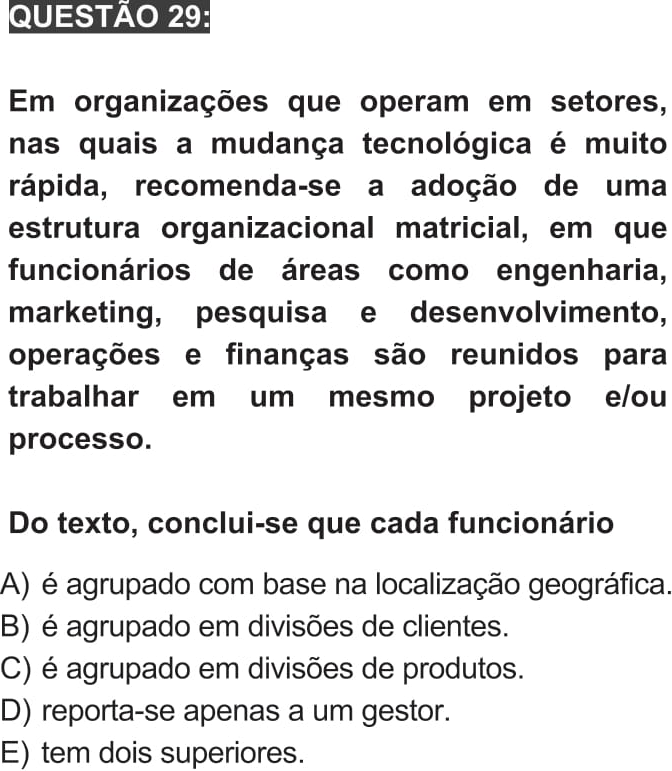 QUESTÃO 29:
Em organizações que operam em setores,
nas quais a mudança tecnológica é muito
rápida, recomenda-se a adoção de uma
estrutura organizacional matricial, em que
funcionários de áreas como engenharia,
marketing, pesquisa e desenvolvimento,
operações e finanças são reunidos para
trabalhar em um mesmo projeto e/ou
processo.
Do texto, conclui-se que cada funcionário
A) é agrupado com base na localização geográfica.
B) é agrupado em divisões de clientes.
C) é agrupado em divisões de produtos.
D) reporta-se apenas a um gestor.
E) tem dois superiores.